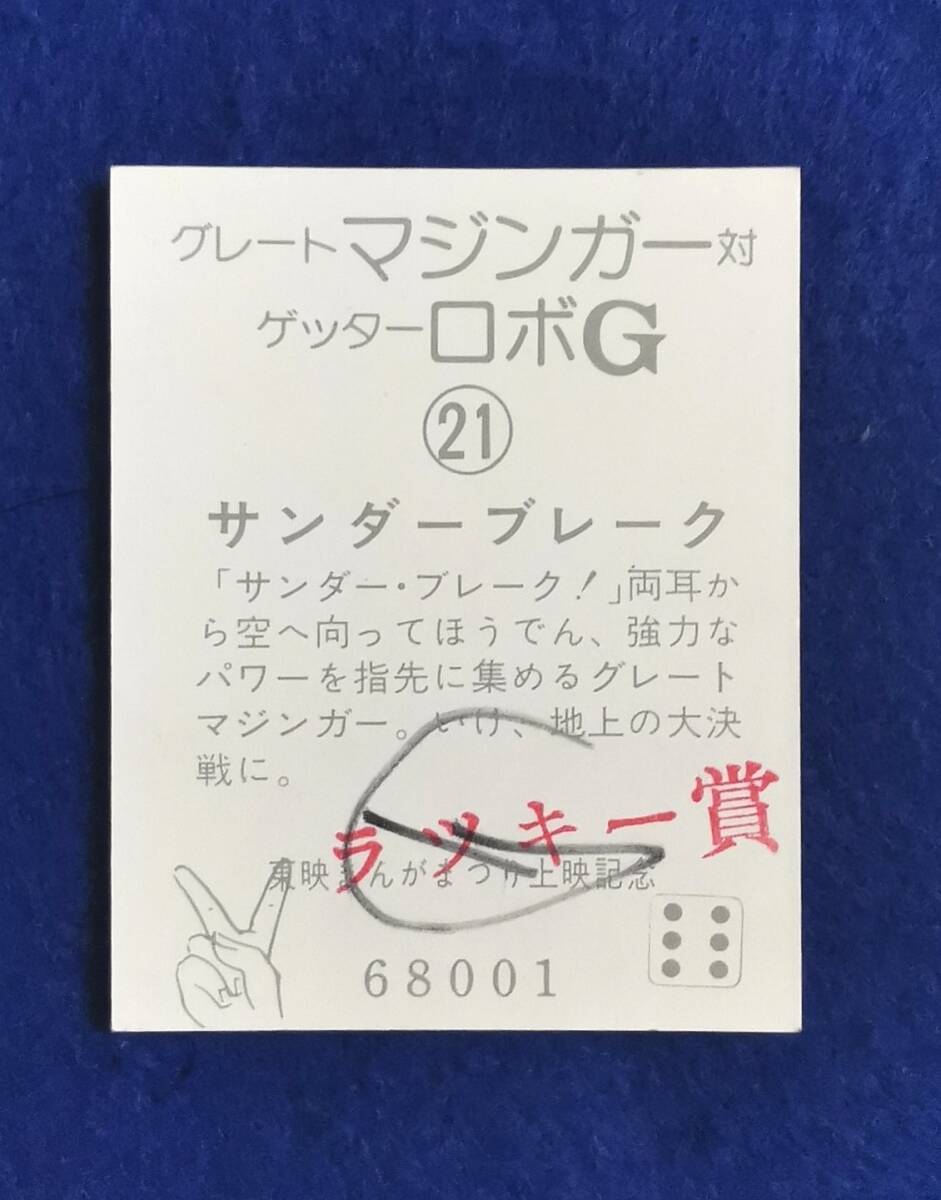 グレートマジンガー対
ゲッターロボG
21
サンダーブレーク
「サンダー・ブレーク!」両耳か
ら空へ向ってほうでん、強力な
パワーを指先に集めるグレート
マジンガー。いけ、地上の大決
戦に。
ラッキー賞
東映まんがまつり上映記念
68001